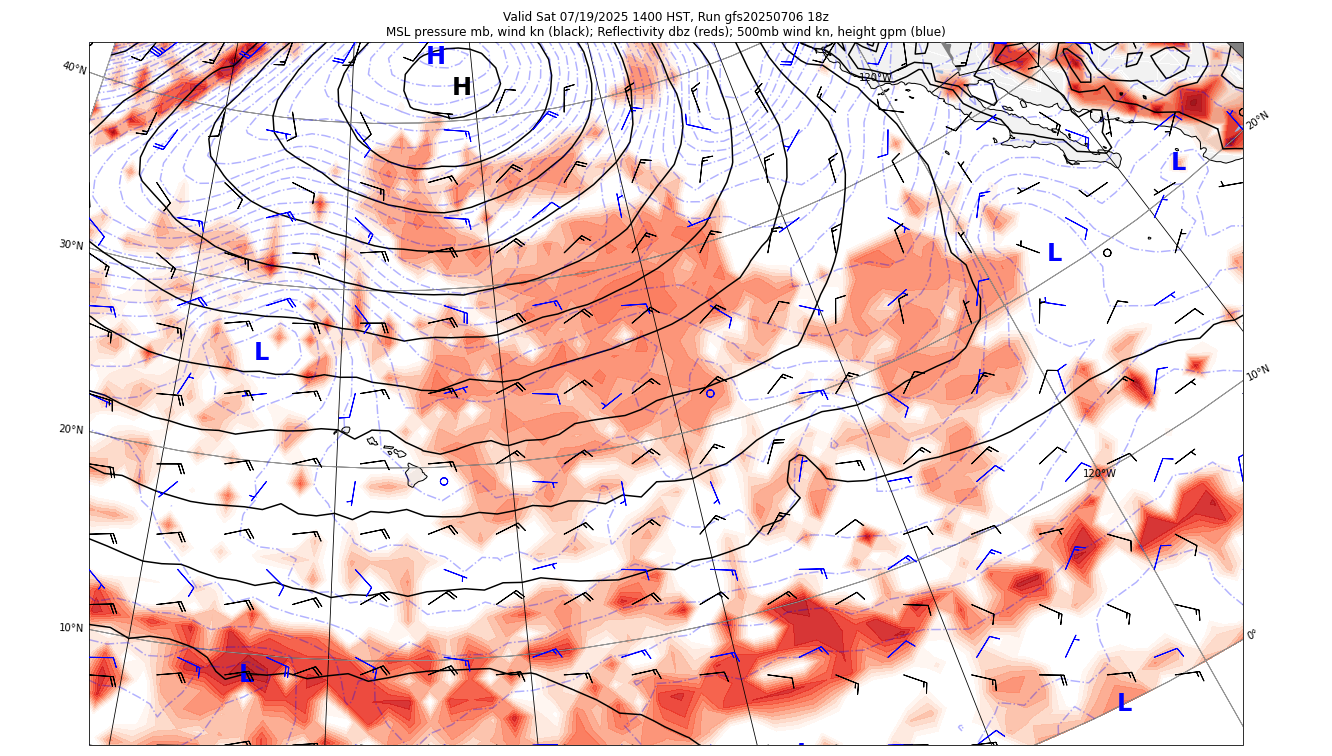 Valid Sat 07/19/2025 1400 HST, Run gfs20250706 18z
MSL pressure mb, wind kn (black); Reflectivity dbz (reds); 500mb wind kn, height gpm (blue)
H
H
40°N
120°W
20°N
L
30°N
L
L
10°N
20°N
120°W
10°N
0°
L
L